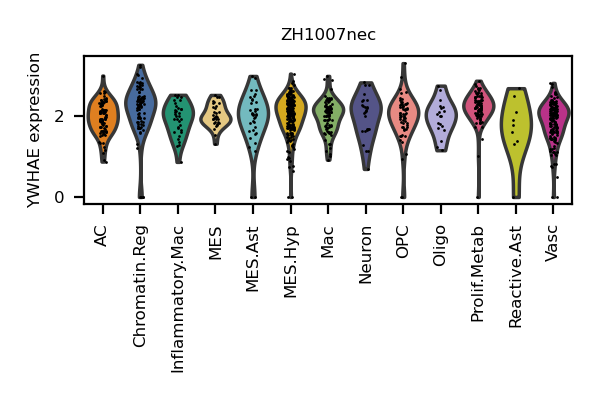 ZH1007nec
YWHAE expression
2
0
AC
Chromatin.Reg
Inflammatory.Mac
MES
MES.Ast
MES.Hyp
Mac
Neuron
OPC
Oligo
Prolif.Metab
Reactive.Ast
Vasc